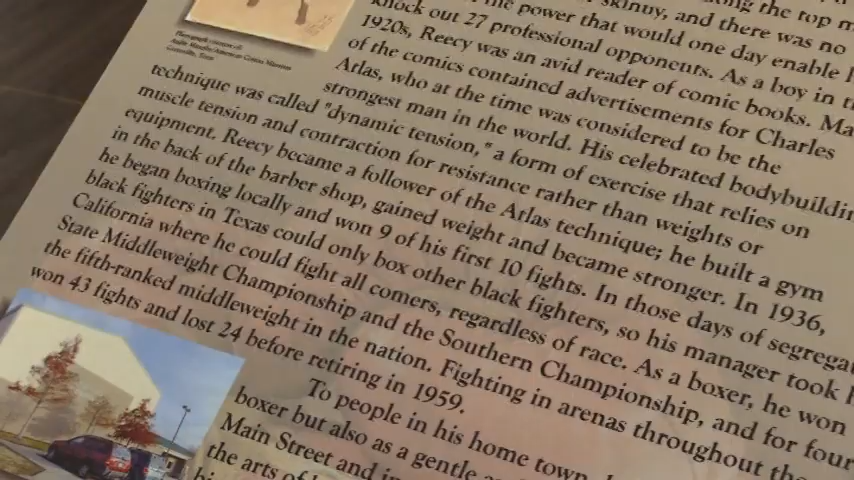 skinny, and there was no
the power that would one day enable
knock out 27 professional opponents. As a boy in
1920s, Reecy was an avid reader of comic books.
of the comics contained advertisements for Charles
Atlas, who at the time was considered to be the
strongest man in the world. His celebrated
technique was called "dynamic tension," a form of exercise that relies on
muscle tension and contraction for resistance rather than weights or
equipment. Reecy became a follower of the Atlas technique; he built a gym
in the back of the barber shop, gained weight and became stronger. In 1936,
he began boxing locally and won 9 of his first 10 fights. In those days of
black fighters in Texas could only box other black fighters, so his manager took
California where he could fight all comers, regardless of race. As a boxer, he won
State Middleweight Championship and the Southern Championship, and for four
the fifth-ranked middleweight in the nation. Fighting in arenas throughout
won 43 fights and lost 24 before retiring in 1959.
To people in his home town
boxer but also as a gentle
Main Street and
the arts of